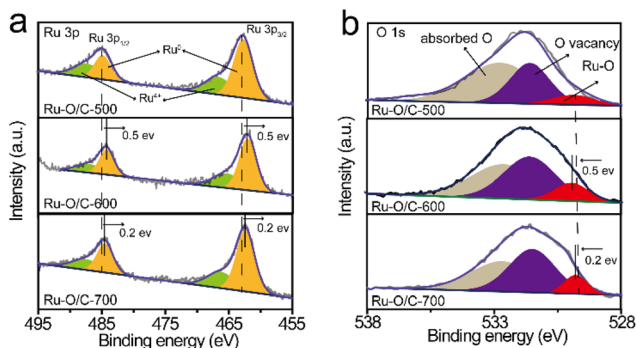 a
Ru 3p
Ru 3p1/2
Ru0
Ru 3p3/2
Ru4+
Ru-O/C-500
0.5 ev
0.5 ev
Ru-O/C-600
0.2 ev
0.2 ev
Ru-O/C-700
495 485 475 465 455
Binding energy (eV)
Intensity (a.u.)
b
O 1s
absorbed O
O vacancy
Ru-O
Ru-O/C-500
0.5 ev
Ru-O/C-600
0.2 ev
Ru-O/C-700
538 533 528
Binding energy (eV)
Intensity (a.u.)